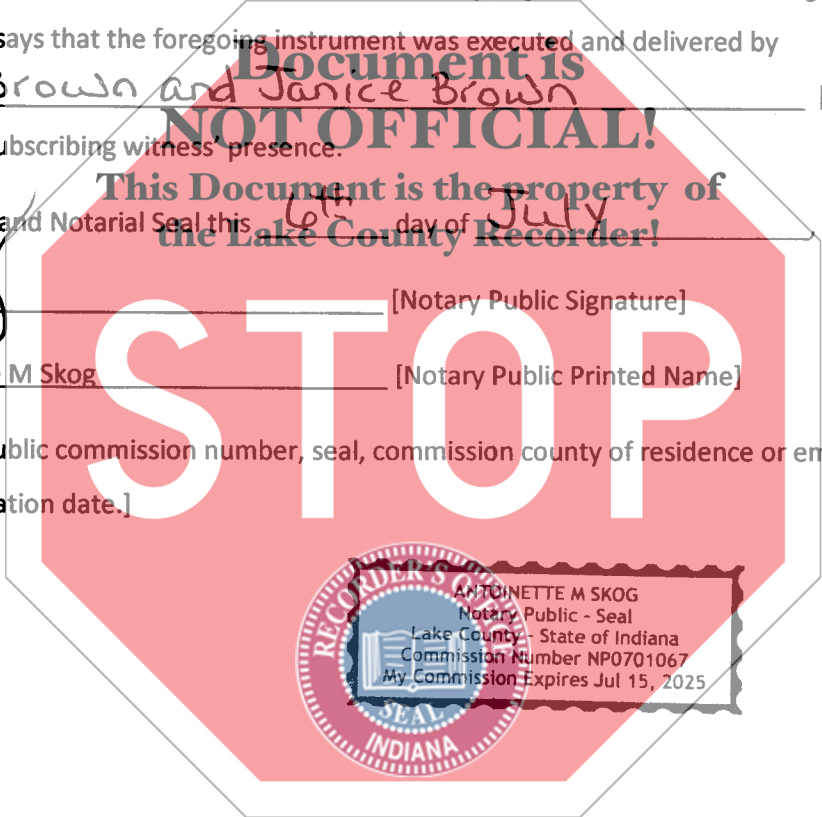 says that the foregoing instrument was executed and delivered by
Document is
Brown and Janice Brown
NOT OFFICIAL!
ubscribing witness' presence.
This Document is the property of
and Notarial Seal this 6th day of July
the Lake County Recorder!
[Notary Public Signature]
STOP
M Skog [Notary Public Printed Name]
ublic commission number, seal, commission county of residence or em
ation date.]
RECORDER'S OFFICE
SEAL
INDIANA
ANTOINETTE M SKOG
Notary Public - Seal
Lake County - State of Indiana
Commission Number NP0701067
My Commission Expires Jul 15, 2025